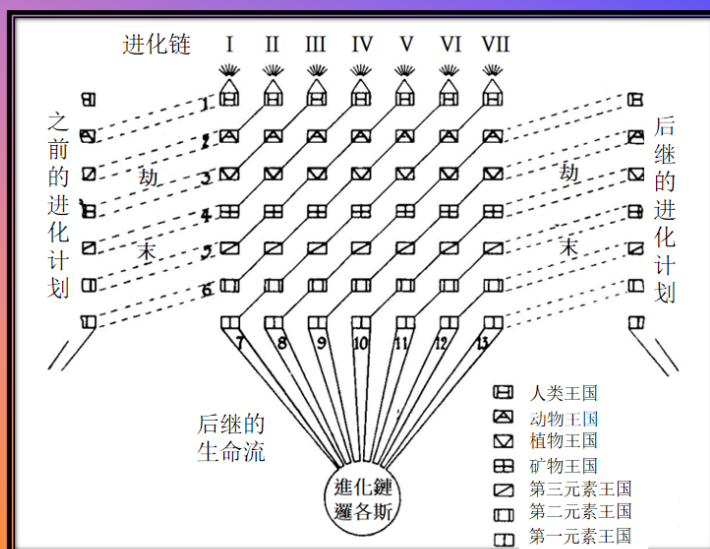 进化链 I II III IV V VI VII
之前的进化计划
劫
末
1
2
3
4
5
6
7 8 9 10 11 12 13
劫
末
后继的进化计划
后继的
生命流
進化鏈
邏各斯
人类王国
动物王国
植物王国
矿物王国
第三元素王国
第二元素王国
第一元素王国